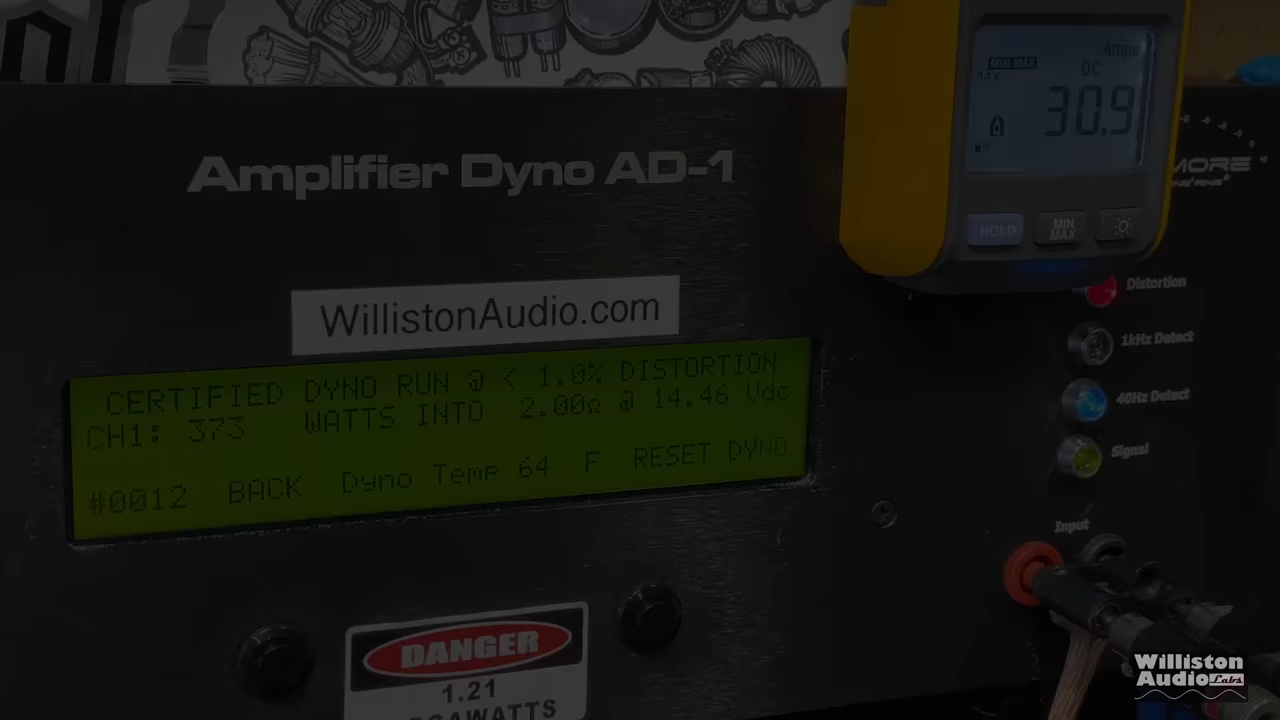 Amps
MIN MAX
DC
30.9
Amplifier Dyno AD-1
HOLD
MIN
MAX
WillistonAudio.com
Distortion
1kHz Detect
40Hz Detect
Signal
Input
CERTIFIED DYNO RUN @ < 1.0% DISTORTION
CH1: 373 WATTS INTO 2.00Ω @ 14.46 Vdc
#0012 BACK Dyno Temp 64 F RESET DYNO
DANGER
1.21
Williston
Audio Labs